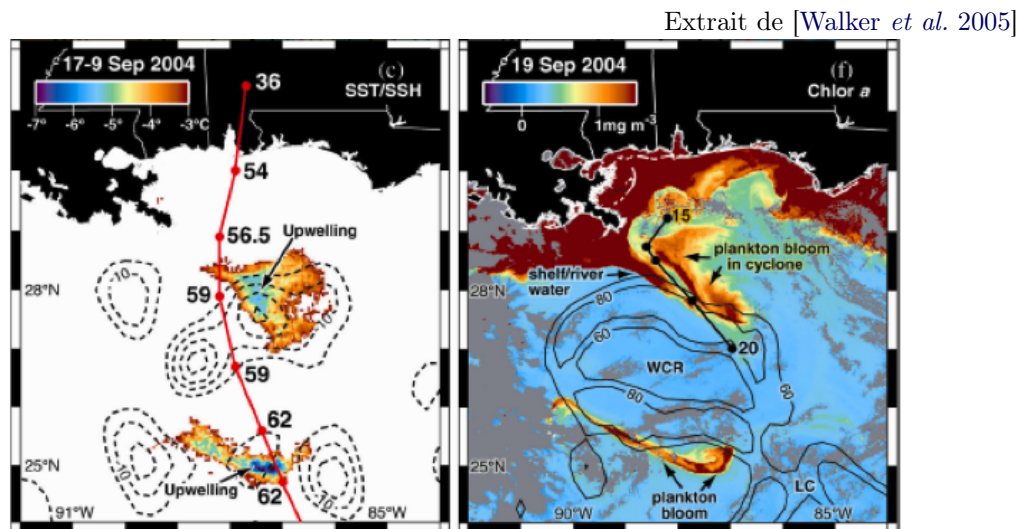 Extrait de [Walker et al. 2005]
17-9 Sep 2004 (c)
SST/SSH
-7° -6° -5° -4° -3°C
36
54
56.5
Upwelling
59
-10
-10
28°N
59
62
-10
-10
25°N
Upwelling
62
91°W 85°W
19 Sep 2004 (f)
Chlor a
0 1mg m-3
15
plankton bloom
in cyclone
shelf/river
water
28°N
80
60
20
WCR
60
80
25°N
plankton
bloom
LC
90°W 85°W